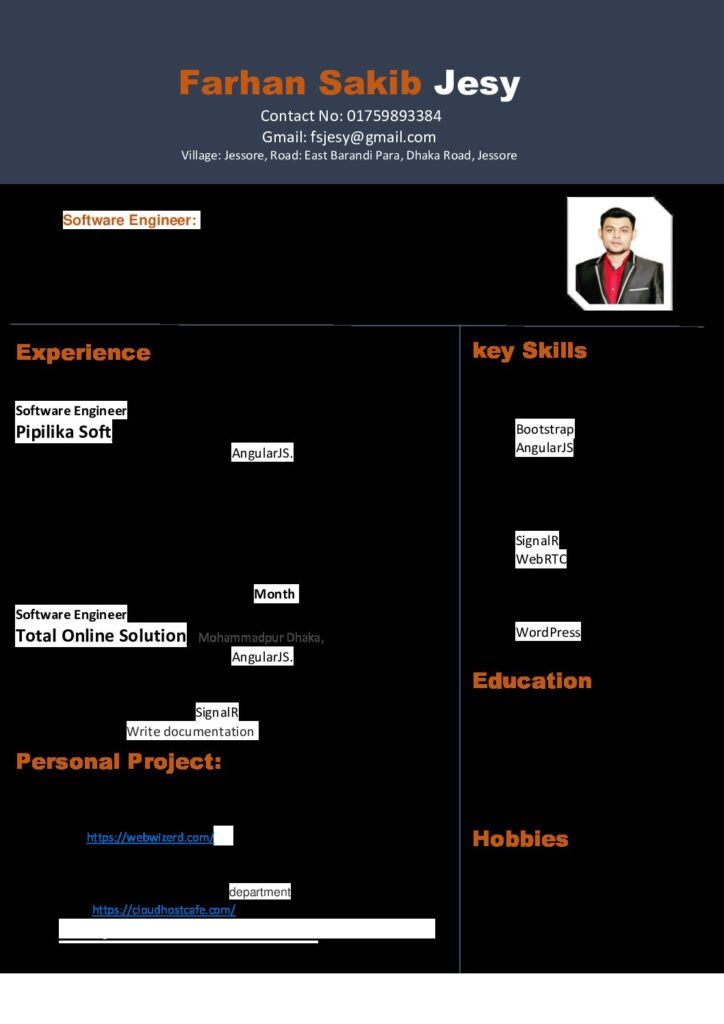 Farhan Sakib Jesy
Contact No: 01759893384
Gmail: fsjesy@gmail.com
Village: Jessore, Road: East Barandi Para, Dhaka Road, Jessore
Software Engineer:
Experience
Software Engineer
Pipilika Soft
AngularJS.
Month
Software Engineer
Total Online Solution Mohammadpur Dhaka,
AngularJS.
SignalR
Write documentation
Personal Project:
https://webwizerd.com/
department
https://cloudhostcafe.com/
key Skills
Bootstrap
AngularJS
SignalR
WebRTC
WordPress
Education
Hobbies